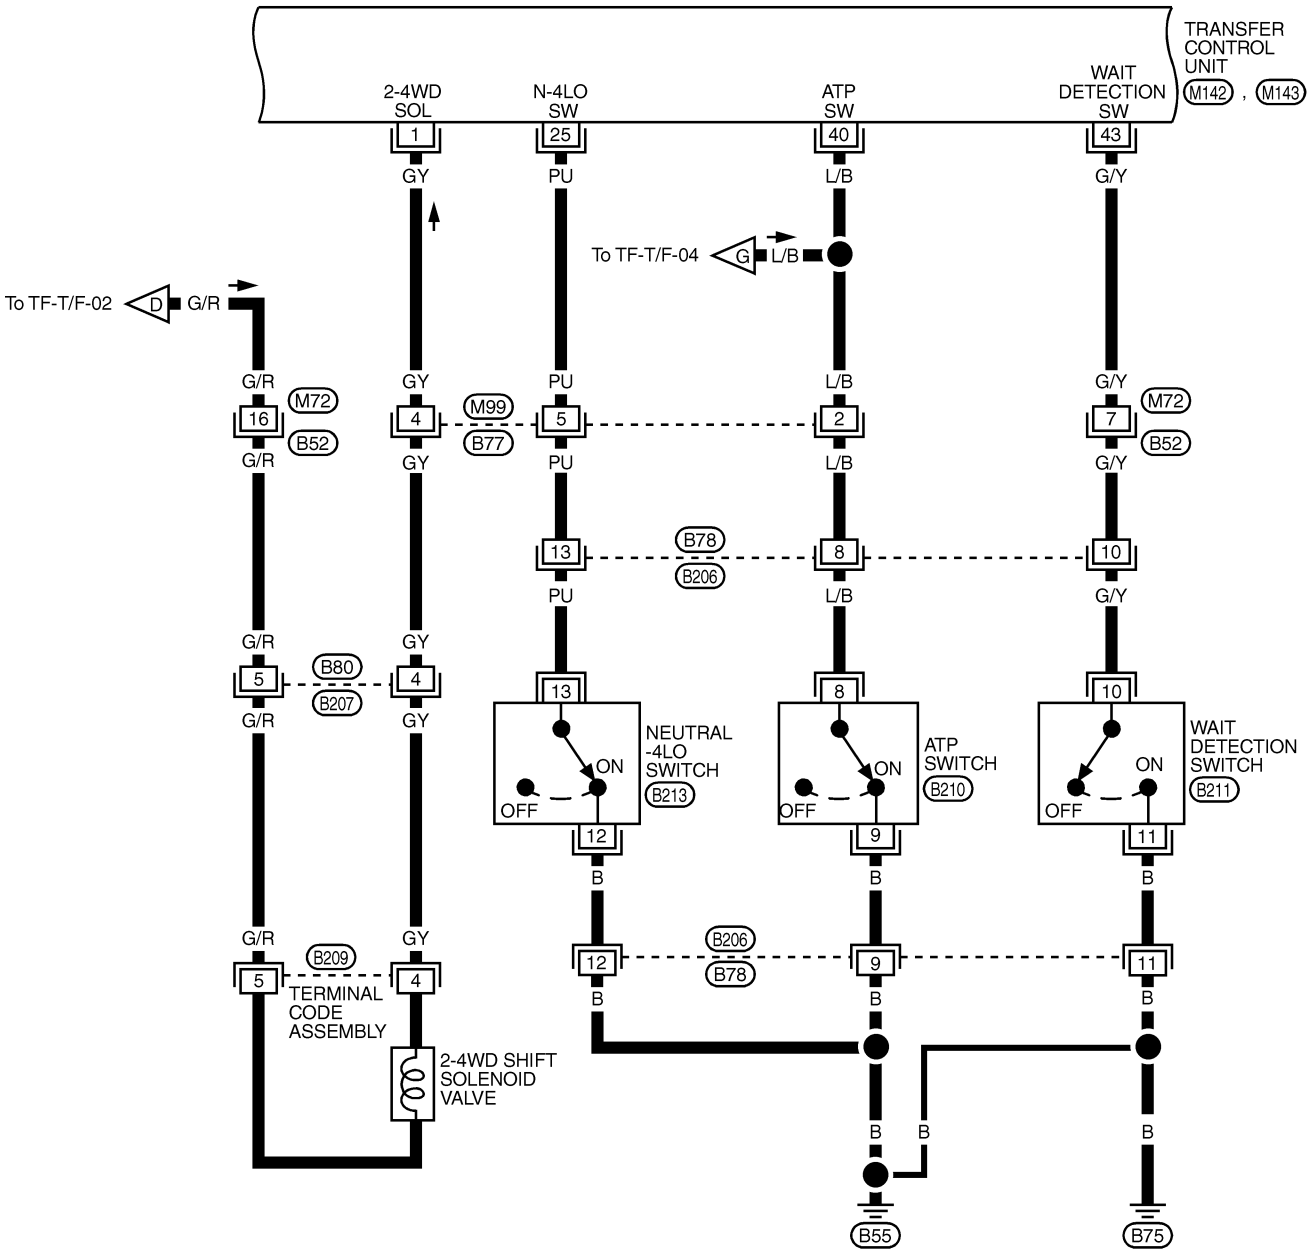 TRANSFER
CONTROL
UNIT
M142 , M143
2-4WD
SOL
N-4LO
SW
ATP
SW
WAIT
DETECTION
SW
1
25
40
43
GY
PU
L/B
G/Y
To TF-T/F-04
G
L/B
To TF-T/F-02
D
G/R
G/R
GY
PU
L/B
G/Y
16
M72
B52
4
M99
B77
5
2
7
M72
B52
G/R
GY
PU
L/B
G/Y
13
B78
B206
8
10
PU
L/B
G/Y
G/R
GY
5
B80
B207
4
G/R
GY
13
8
10
NEUTRAL
-4LO
SWITCH
B213
ON
OFF
ATP
SWITCH
B210
ON
OFF
WAIT
DETECTION
SWITCH
B211
ON
OFF
12
9
11
B
B
B
G/R
GY
5
B209
4
TERMINAL
CODE
ASSEMBLY
12
B206
B78
9
11
B
B
B
2-4WD SHIFT
SOLENOID
VALVE
B
B
B
B55
B75